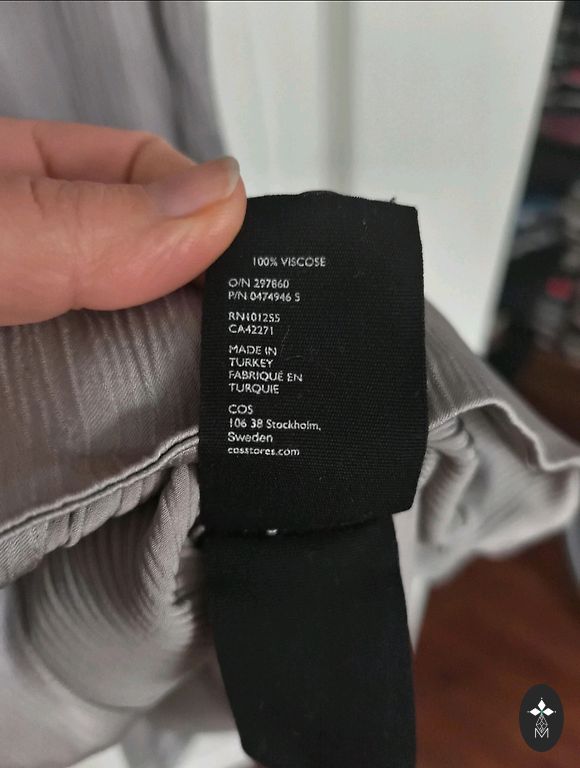 100% VISCOSE
O/N 297860
P/N 0474946 S
RN101255
CA42271
MADE IN
TURKEY
FABRIQUÉ EN
TURQUIE
COS
106 38 Stockholm,
Sweden
cosstores.com
M